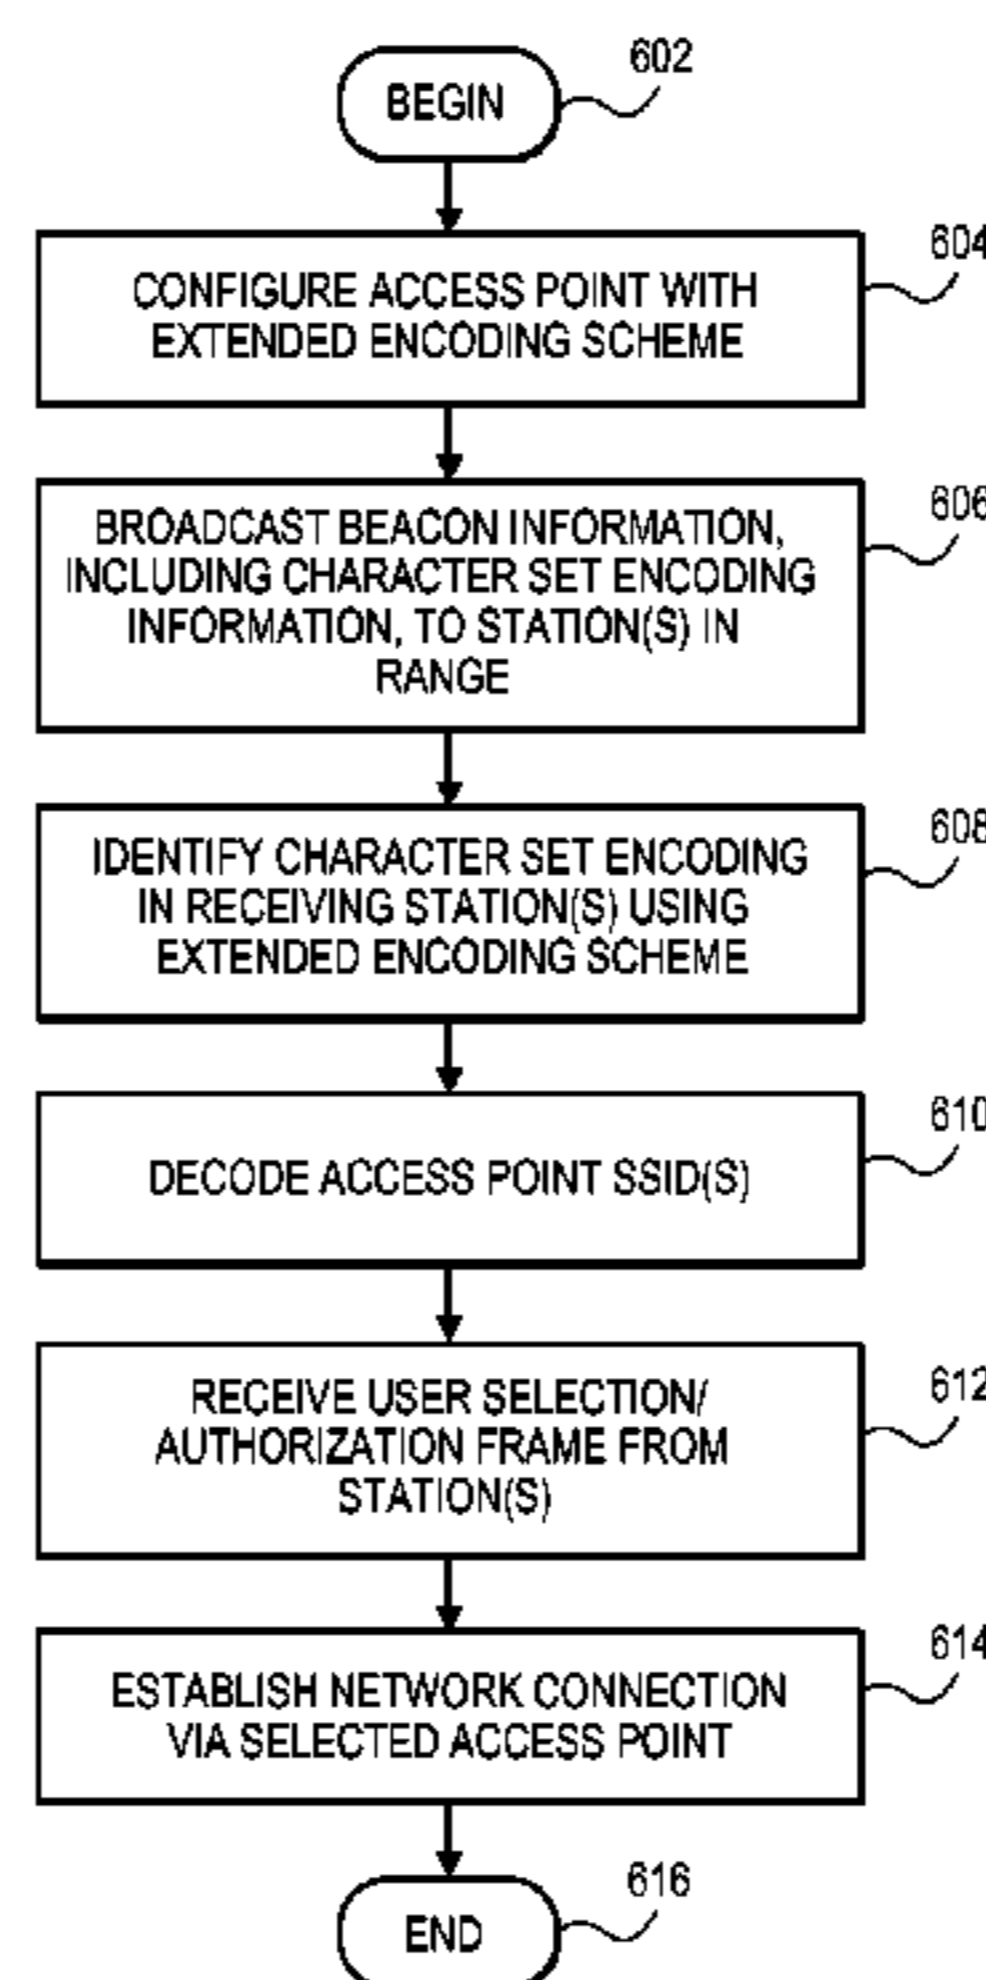 BEGIN
602
CONFIGURE ACCESS POINT WITH
EXTENDED ENCODING SCHEME
604
BROADCAST BEACON INFORMATION,
INCLUDING CHARACTER SET ENCODING
INFORMATION, TO STATION(S) IN
RANGE
606
IDENTIFY CHARACTER SET ENCODING
IN RECEIVING STATION(S) USING
EXTENDED ENCODING SCHEME
608
DECODE ACCESS POINT SSID(S)
610
RECEIVE USER SELECTION/
AUTHORIZATION FRAME FROM
STATION(S)
612
ESTABLISH NETWORK CONNECTION
VIA SELECTED ACCESS POINT
614
END
616